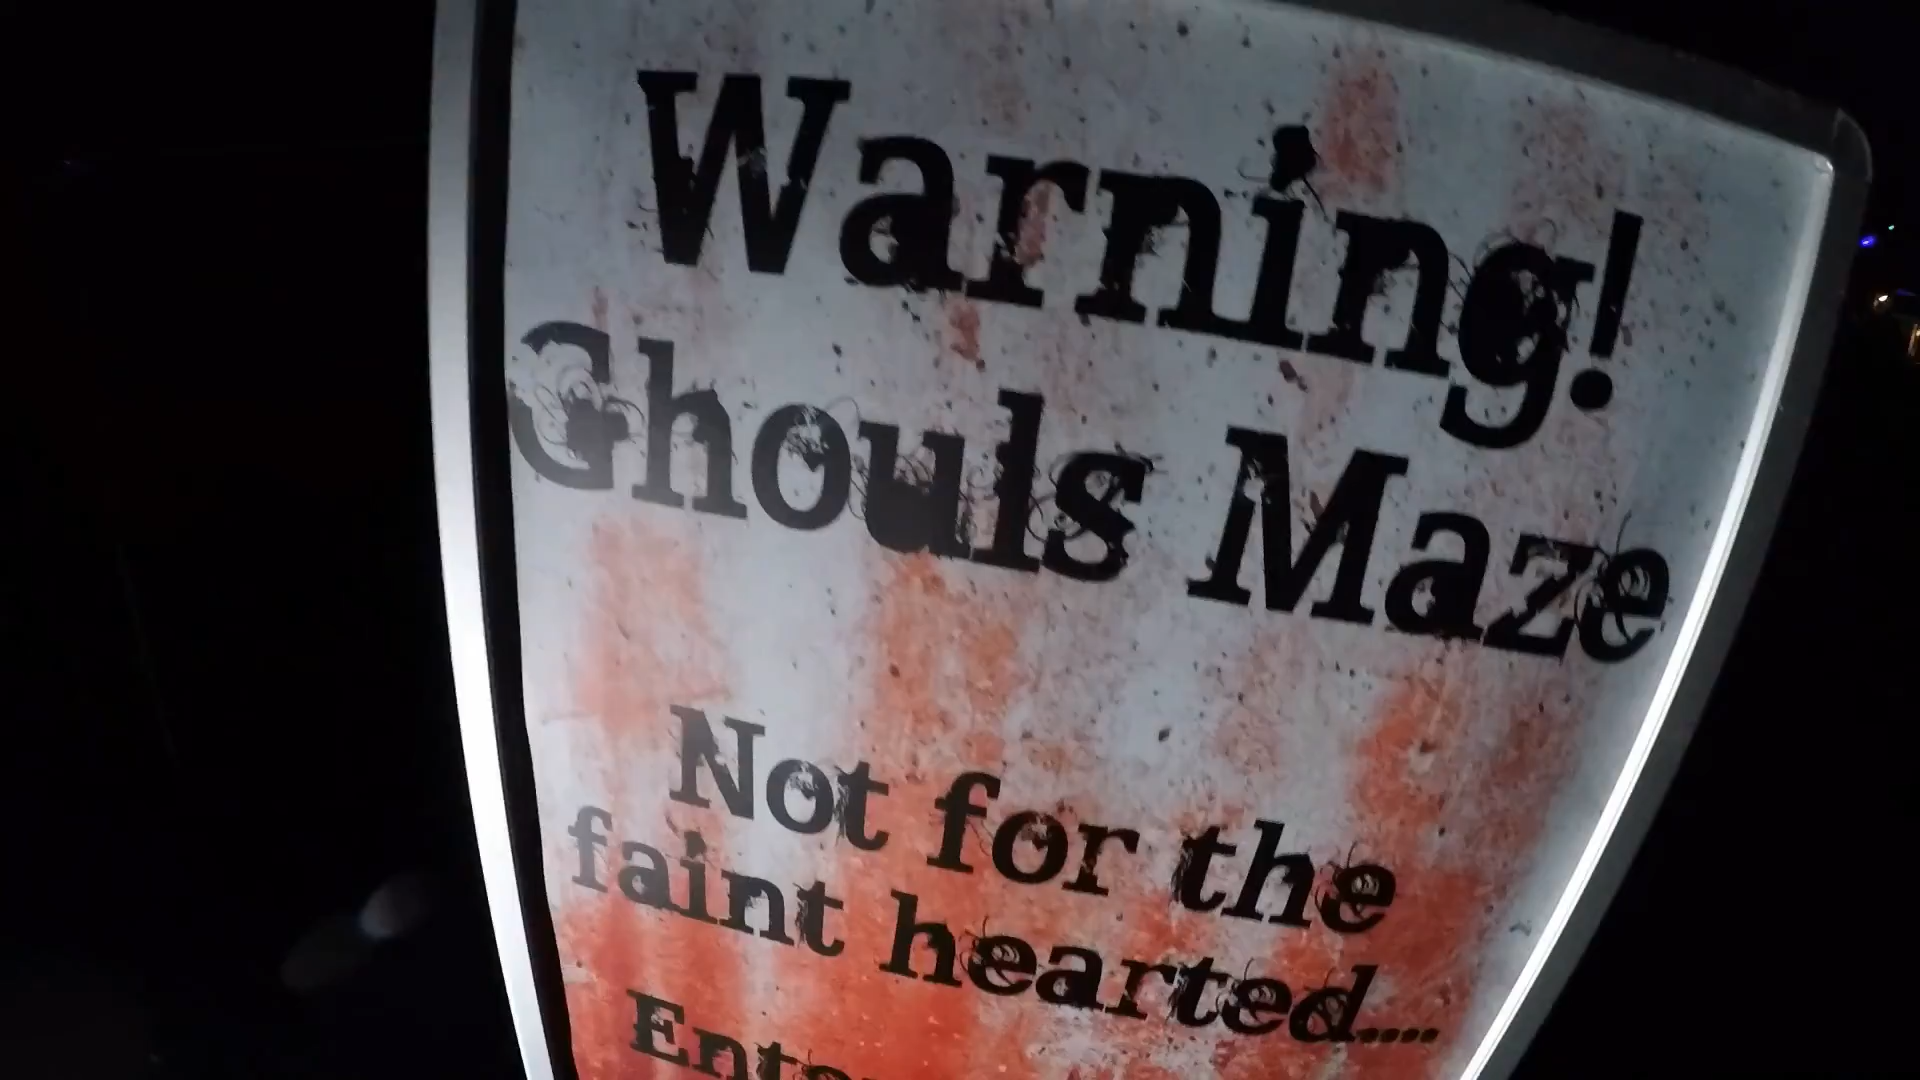 Warning!
Ghouls Maze
Not for the
faint hearted....